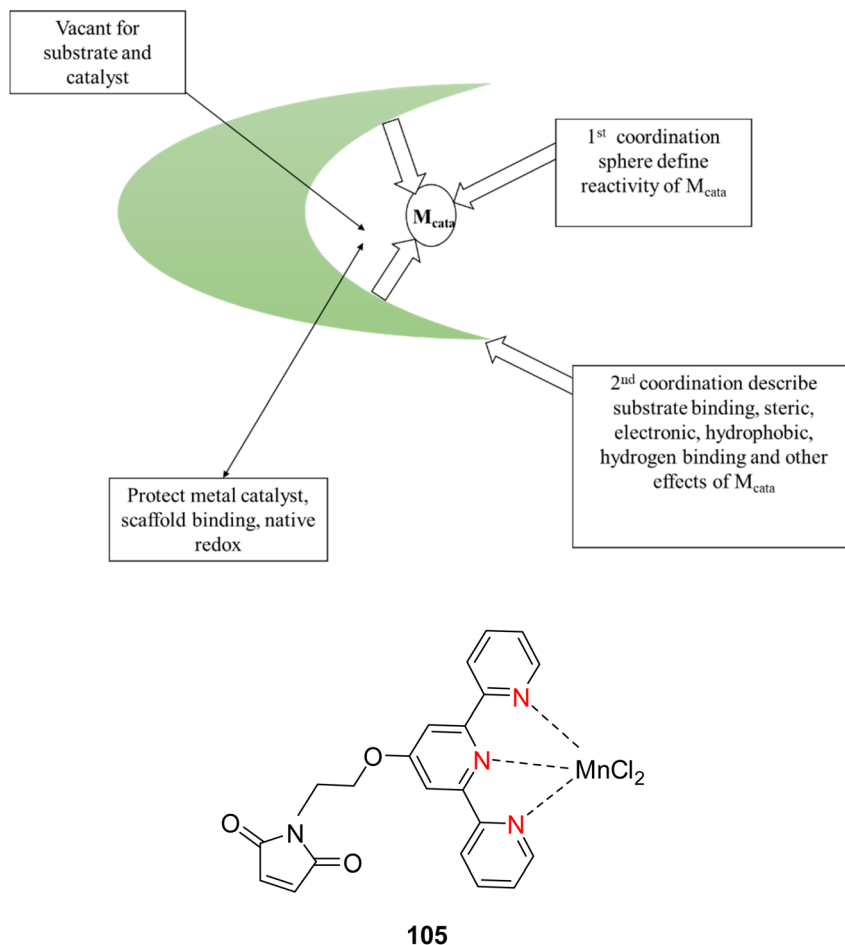 Vacant for
substrate and
catalyst
1st coordination
sphere define
reactivity of Mcata
Mcata
2nd coordination describe
substrate binding, steric,
electronic, hydrophobic,
hydrogen binding and other
effects of Mcata
Protect metal catalyst,
scaffold binding, native
redox
N
O
N
MnCl2
N
O
N
O
105